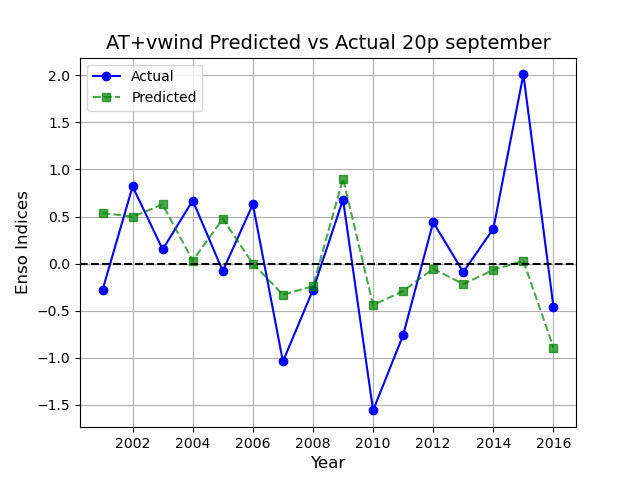 AT+vwind Predicted vs Actual 20p september
Actual
Predicted
Enso Indices
2.0
1.5
1.0
0.5
0.0
−0.5
−1.0
−1.5
2002 2004 2006 2008 2010 2012 2014 2016
Year